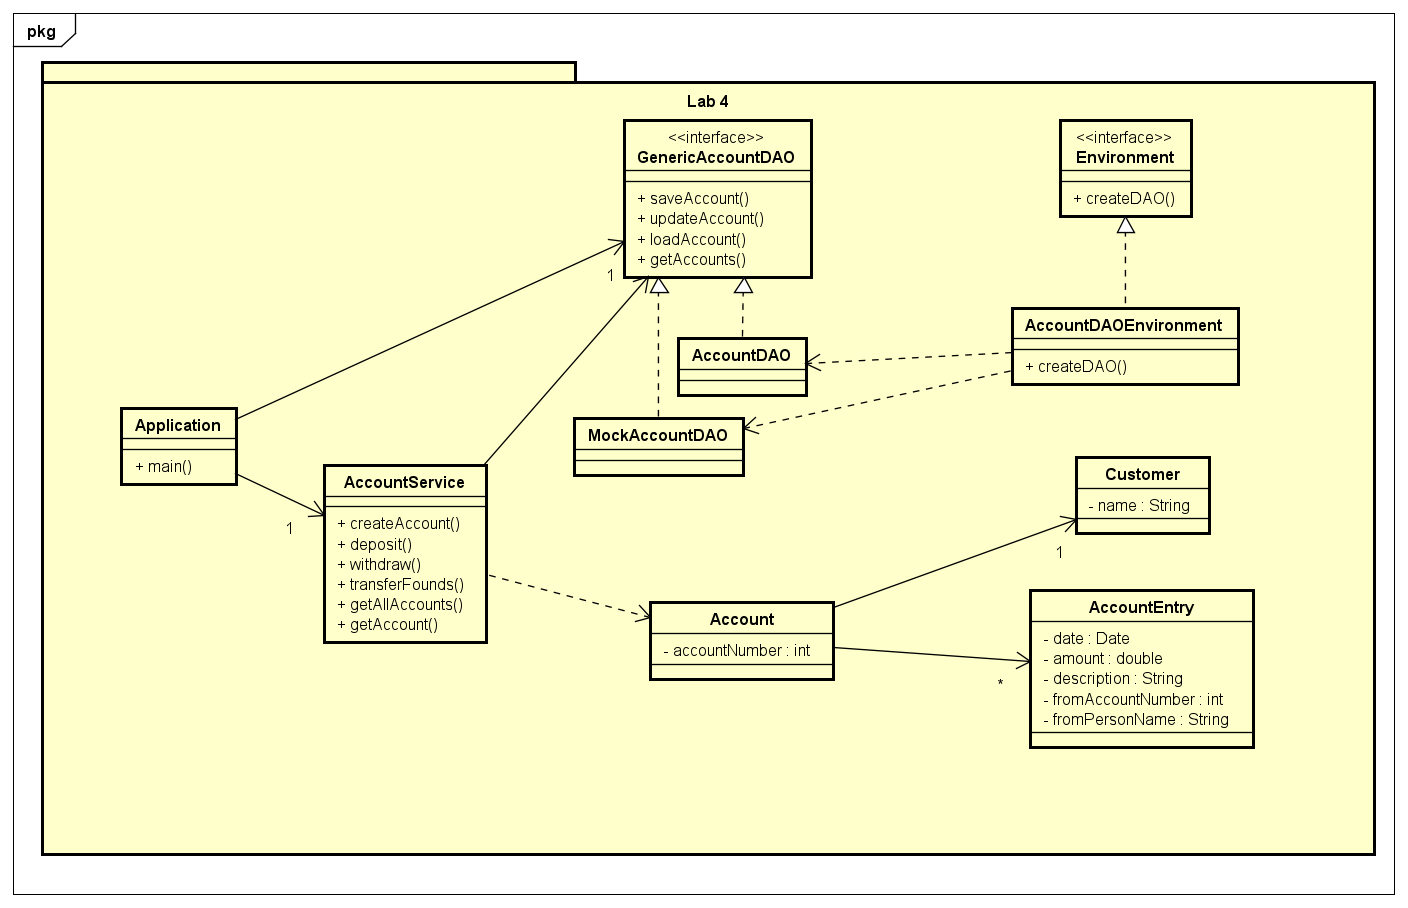 pkg
Lab 4
<<interface>>
GenericAccountDAO
+ saveAccount()
+ updateAccount()
+ loadAccount()
+ getAccounts()
<<interface>>
Environment
+ createDAO()
1
AccountDAOEnvironment
+ createDAO()
AccountDAO
MockAccountDAO
Application
+ main()
1
AccountService
+ createAccount()
+ deposit()
+ withdraw()
+ transferFounds()
+ getAllAccounts()
+ getAccount()
Customer
- name : String
1
Account
- accountNumber : int
*
AccountEntry
- date : Date
- amount : double
- description : String
- fromAccountNumber : int
- fromPersonName : String